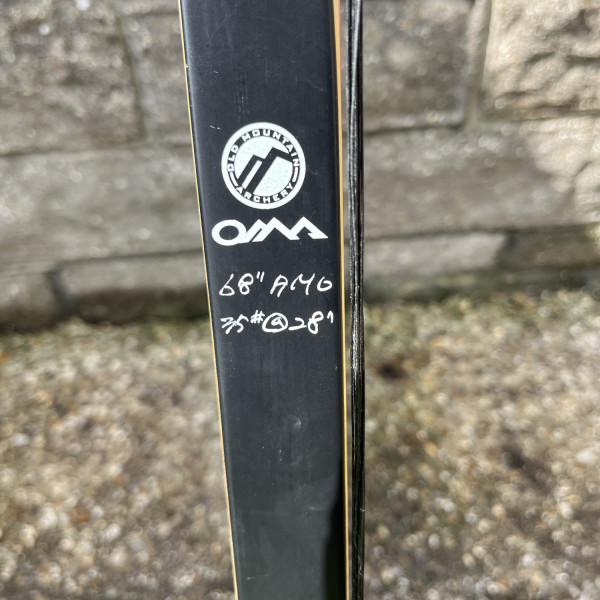 OLD MOUNTAIN
ARCHERY
OMA
68" AMO
35#@28"